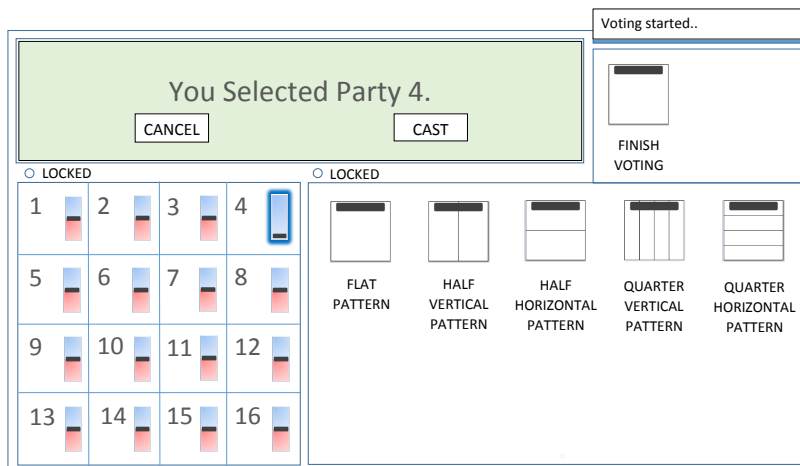 Voting started..
You Selected Party 4.
CANCEL
CAST
FINISH
VOTING
LOCKED
LOCKED
1 2 3 4
5 6 7 8
9 10 11 12
13 14 15 16
FLAT
PATTERN
HALF
VERTICAL
PATTERN
HALF
HORIZONTAL
PATTERN
QUARTER
VERTICAL
PATTERN
QUARTER
HORIZONTAL
PATTERN